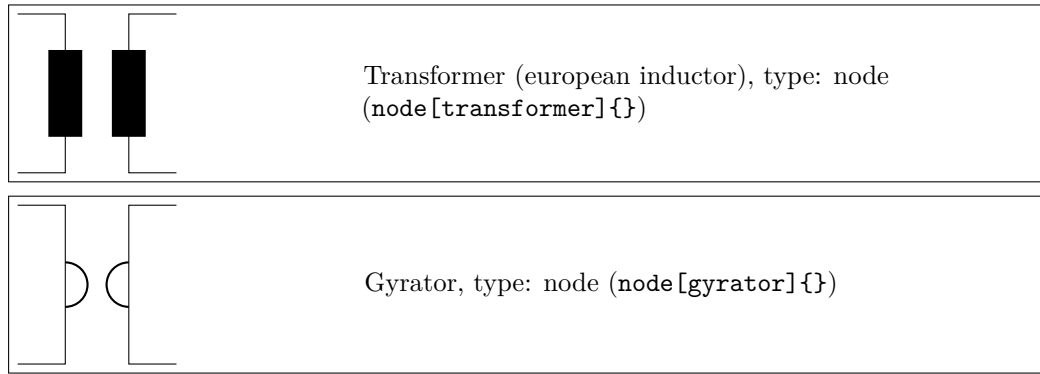 Transformer (european inductor), type: node
(node[transformer]{})
Gyrator, type: node (node[gyrator]{})